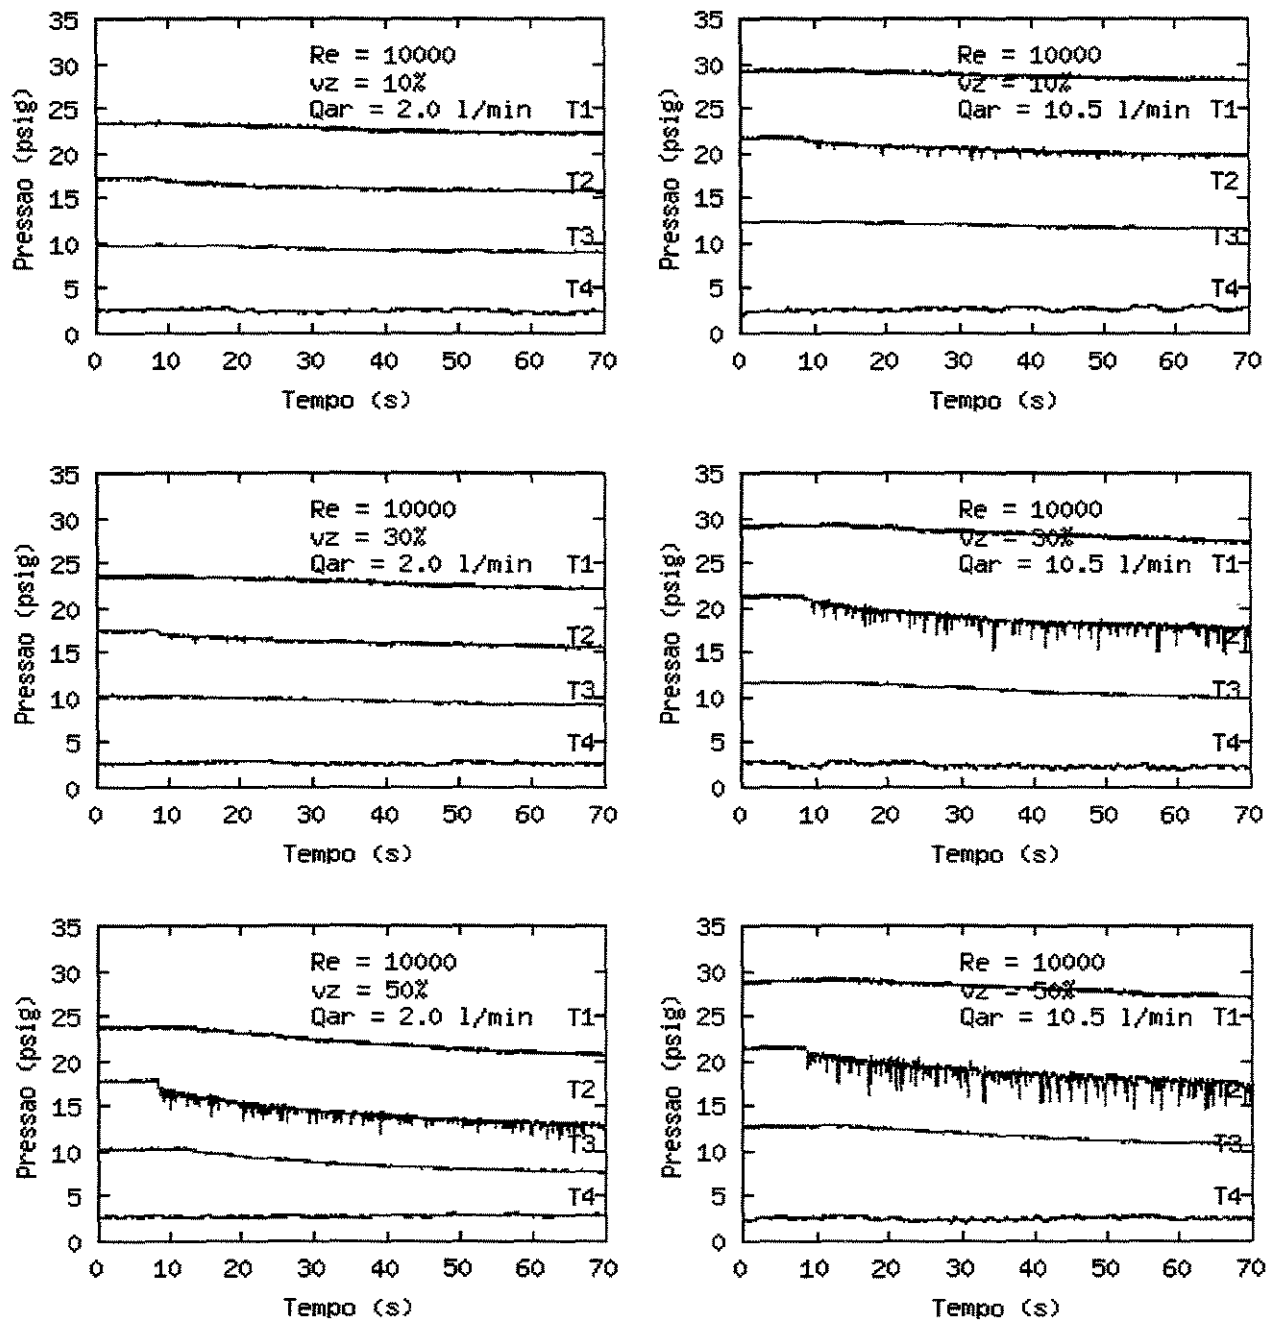 35
30
25
20
15
10
5
0
Pressao (psig)
Re = 10000
vz = 10%
Qar = 2.0 l/min T1
T2
T3
T4
0 10 20 30 40 50 60 70
Tempo (s)
35
30
25
20
15
10
5
0
Pressao (psig)
Re = 10000
vz = 10%
Qar = 10.5 l/min T1
T2
T3
T4
0 10 20 30 40 50 60 70
Tempo (s)
35
30
25
20
15
10
5
0
Pressao (psig)
Re = 10000
vz = 30%
Qar = 2.0 l/min T1
T2
T3
T4
0 10 20 30 40 50 60 70
Tempo (s)
35
30
25
20
15
10
5
0
Pressao (psig)
Re = 10000
vz = 30%
Qar = 10.5 l/min T1
T2
T3
T4
0 10 20 30 40 50 60 70
Tempo (s)
35
30
25
20
15
10
5
0
Pressao (psig)
Re = 10000
vz = 50%
Qar = 2.0 l/min T1
T2
T3
T4
0 10 20 30 40 50 60 70
Tempo (s)
35
30
25
20
15
10
5
0
Pressao (psig)
Re = 10000
vz = 50%
Qar = 10.5 l/min T1
T2
T3
T4
0 10 20 30 40 50 60 70
Tempo (s)